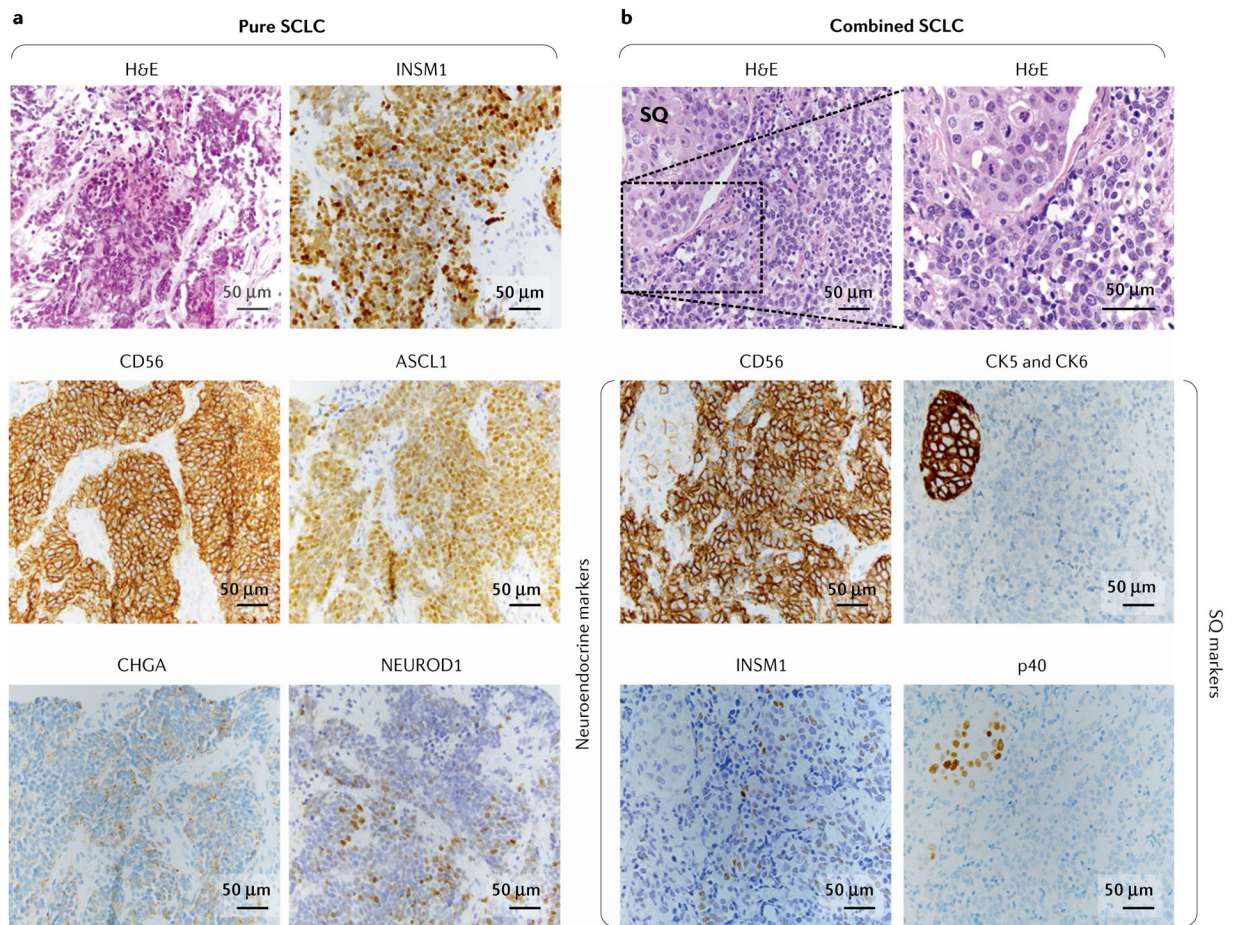 a
Pure SCLC
H&E
INSM1
50 μm
50 μm
CD56
ASCL1
50 μm
50 μm
CHGA
NEUROD1
50 μm
50 μm
b
Combined SCLC
H&E
H&E
SQ
50 μm
50 μm
CD56
CK5 and CK6
50 μm
50 μm
INSM1
p40
50 μm
50 μm
Neuroendocrine markers
SQ markers